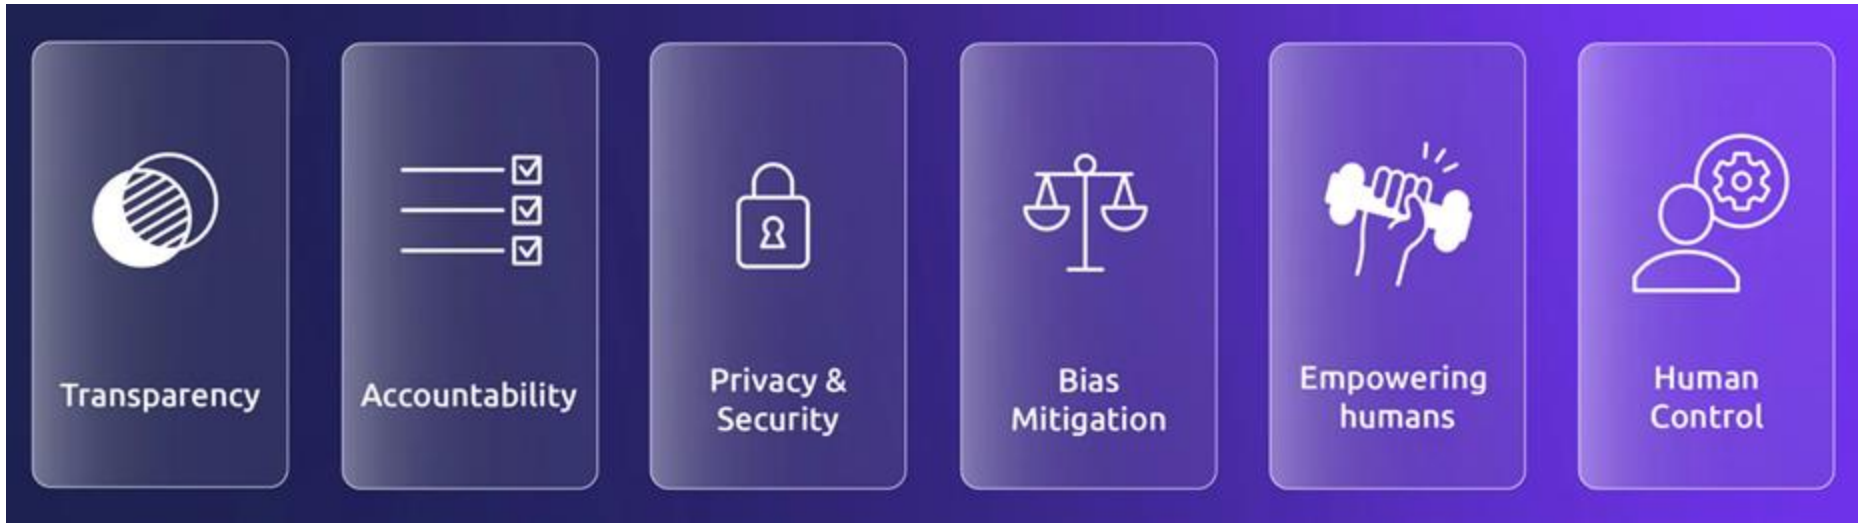 Transparency
Accountability
Privacy &
Security
Bias
Mitigation
Empowering
humans
Human
Control